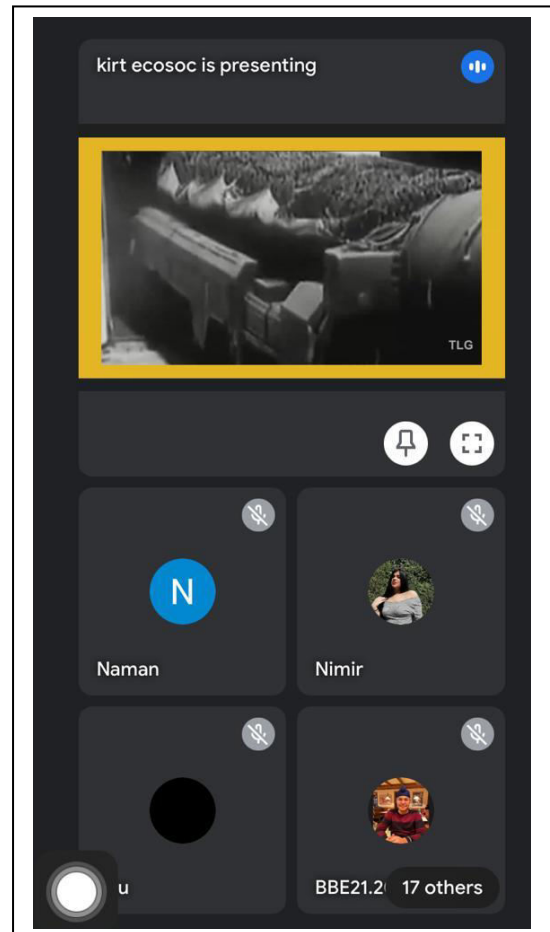 kirt ecosoc is presenting
TLG
N
Naman
Nimir
u
BBE21.2
17 others